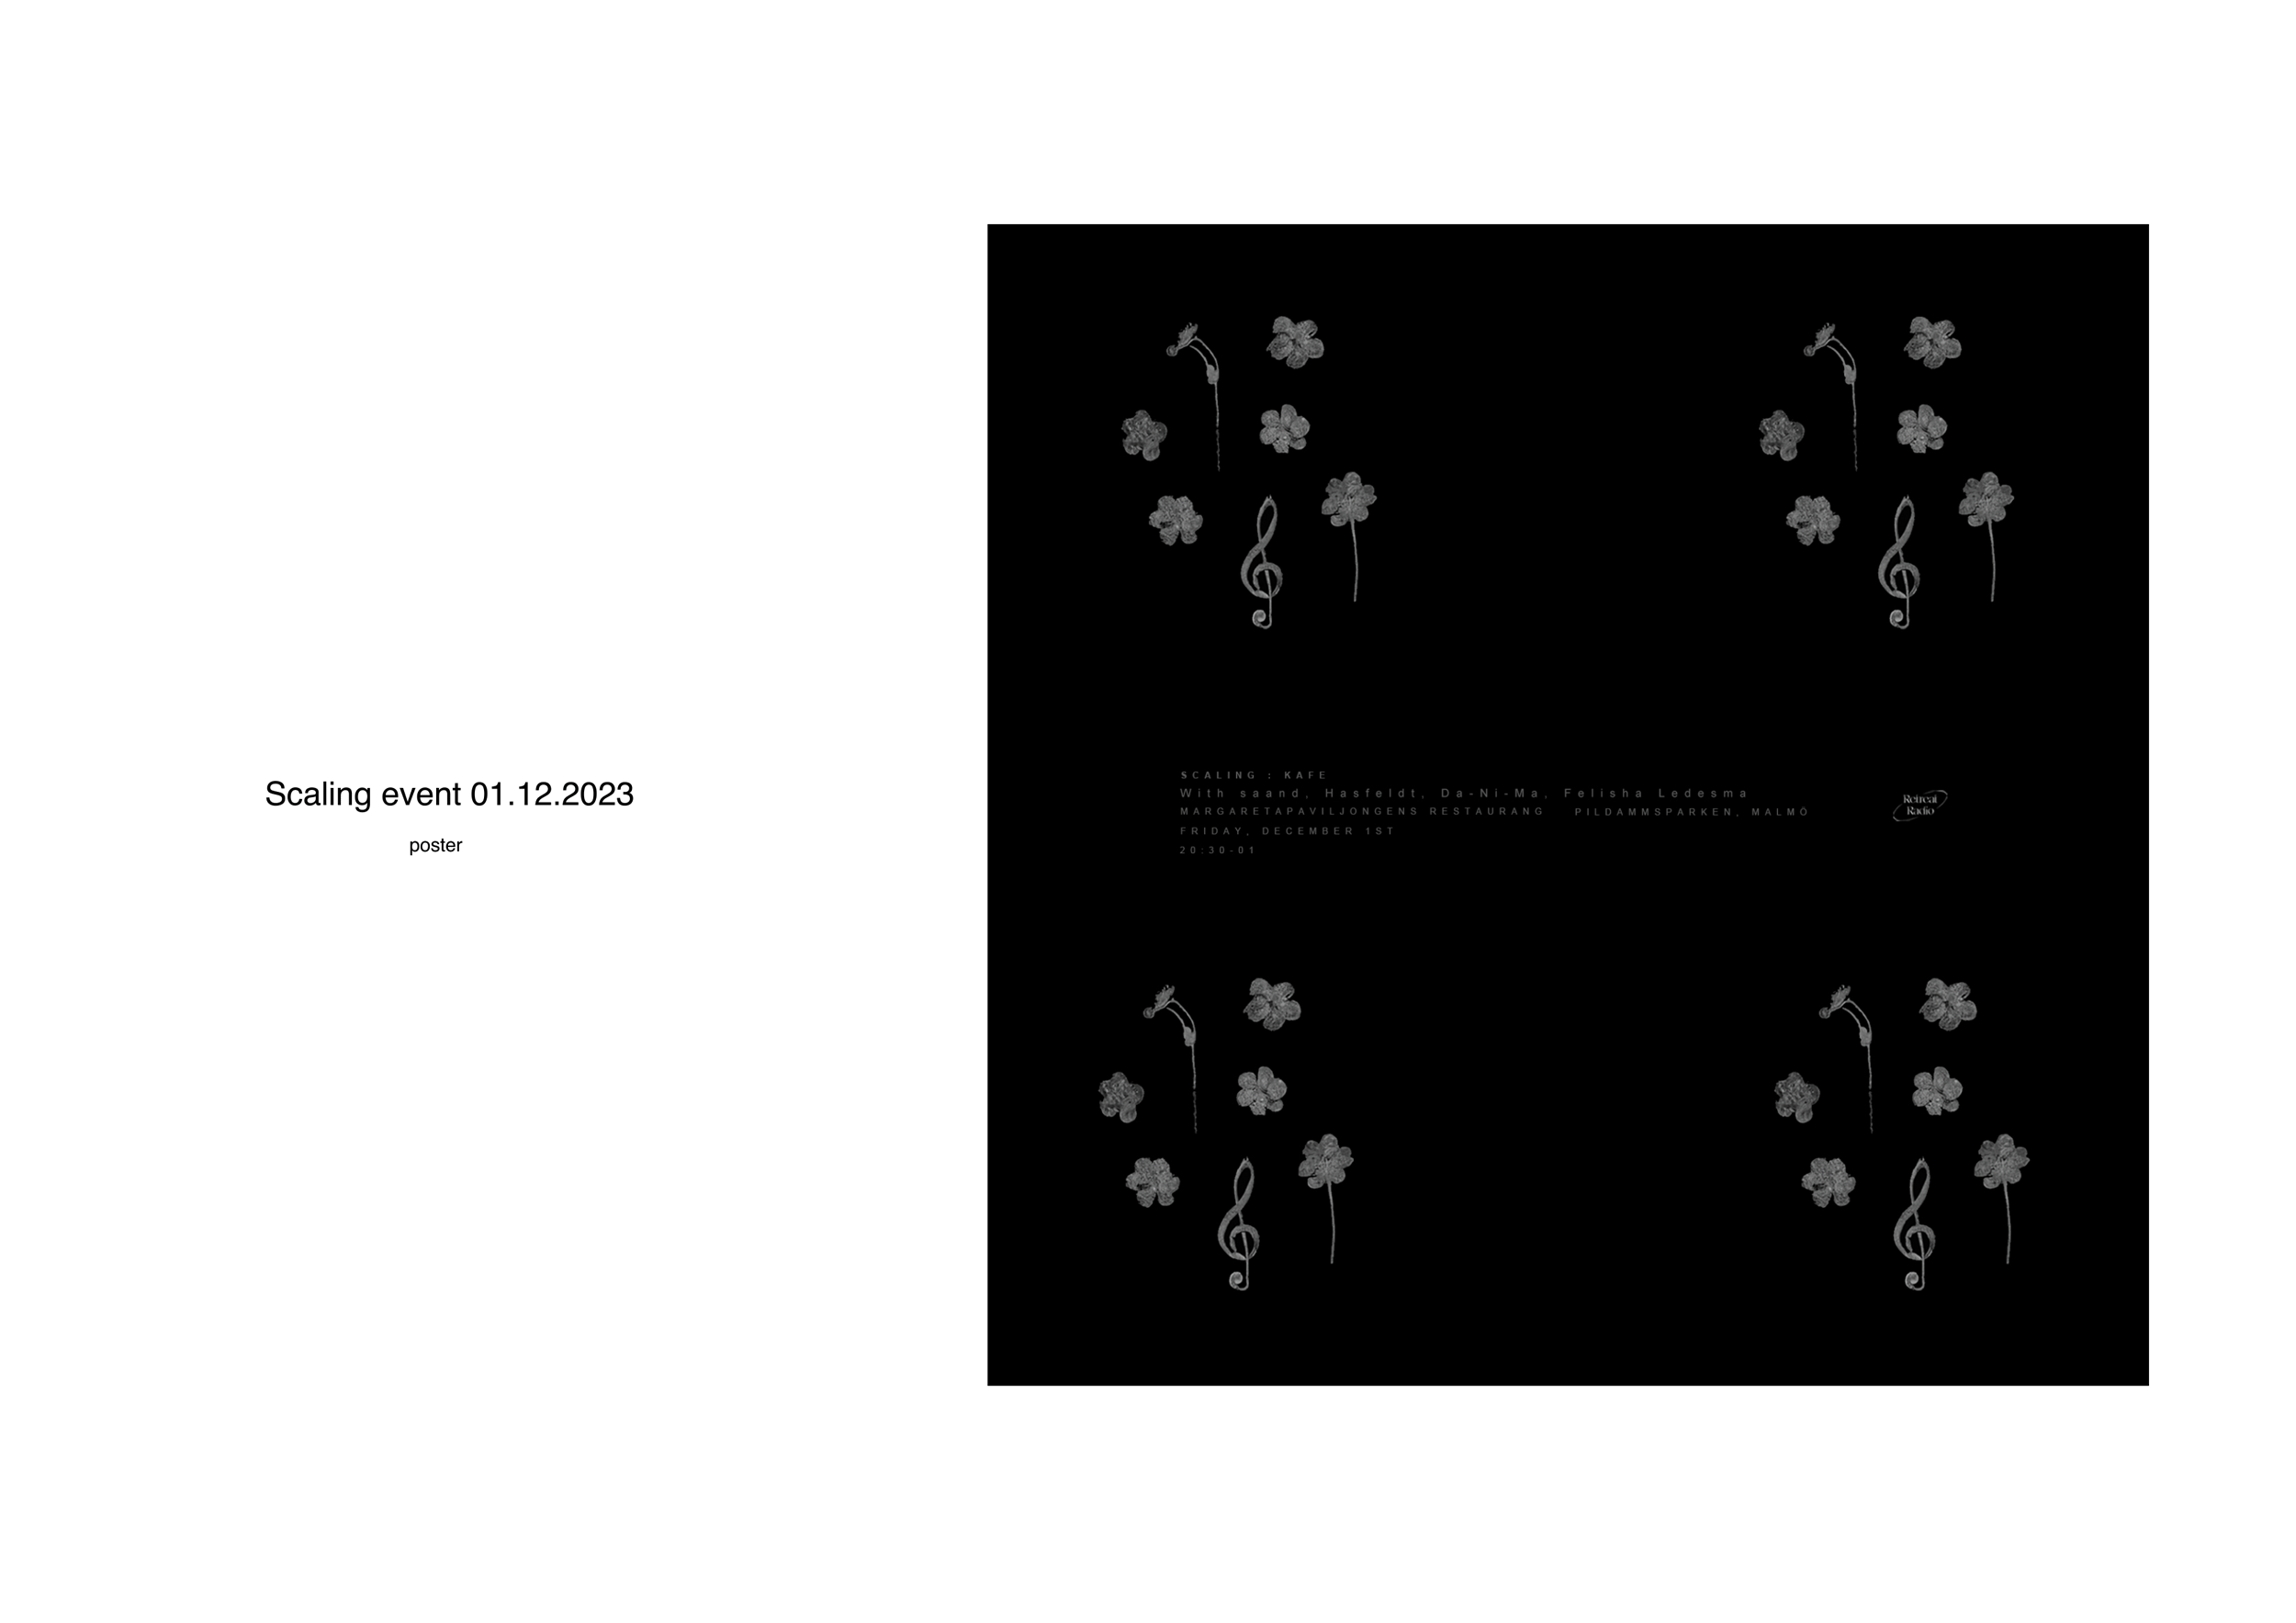 Scaling event 01.12.2023
poster
SCALING : KAFE
With saand, Hasfeldt, Da-Ni-Ma, Felisha Ledesma
MARGARETAPAVILJONGENS RESTAURANG PILDAMMSPARKEN, MALMÖ
FRIDAY, DECEMBER 1ST
20:30-01
Retreat
Radio